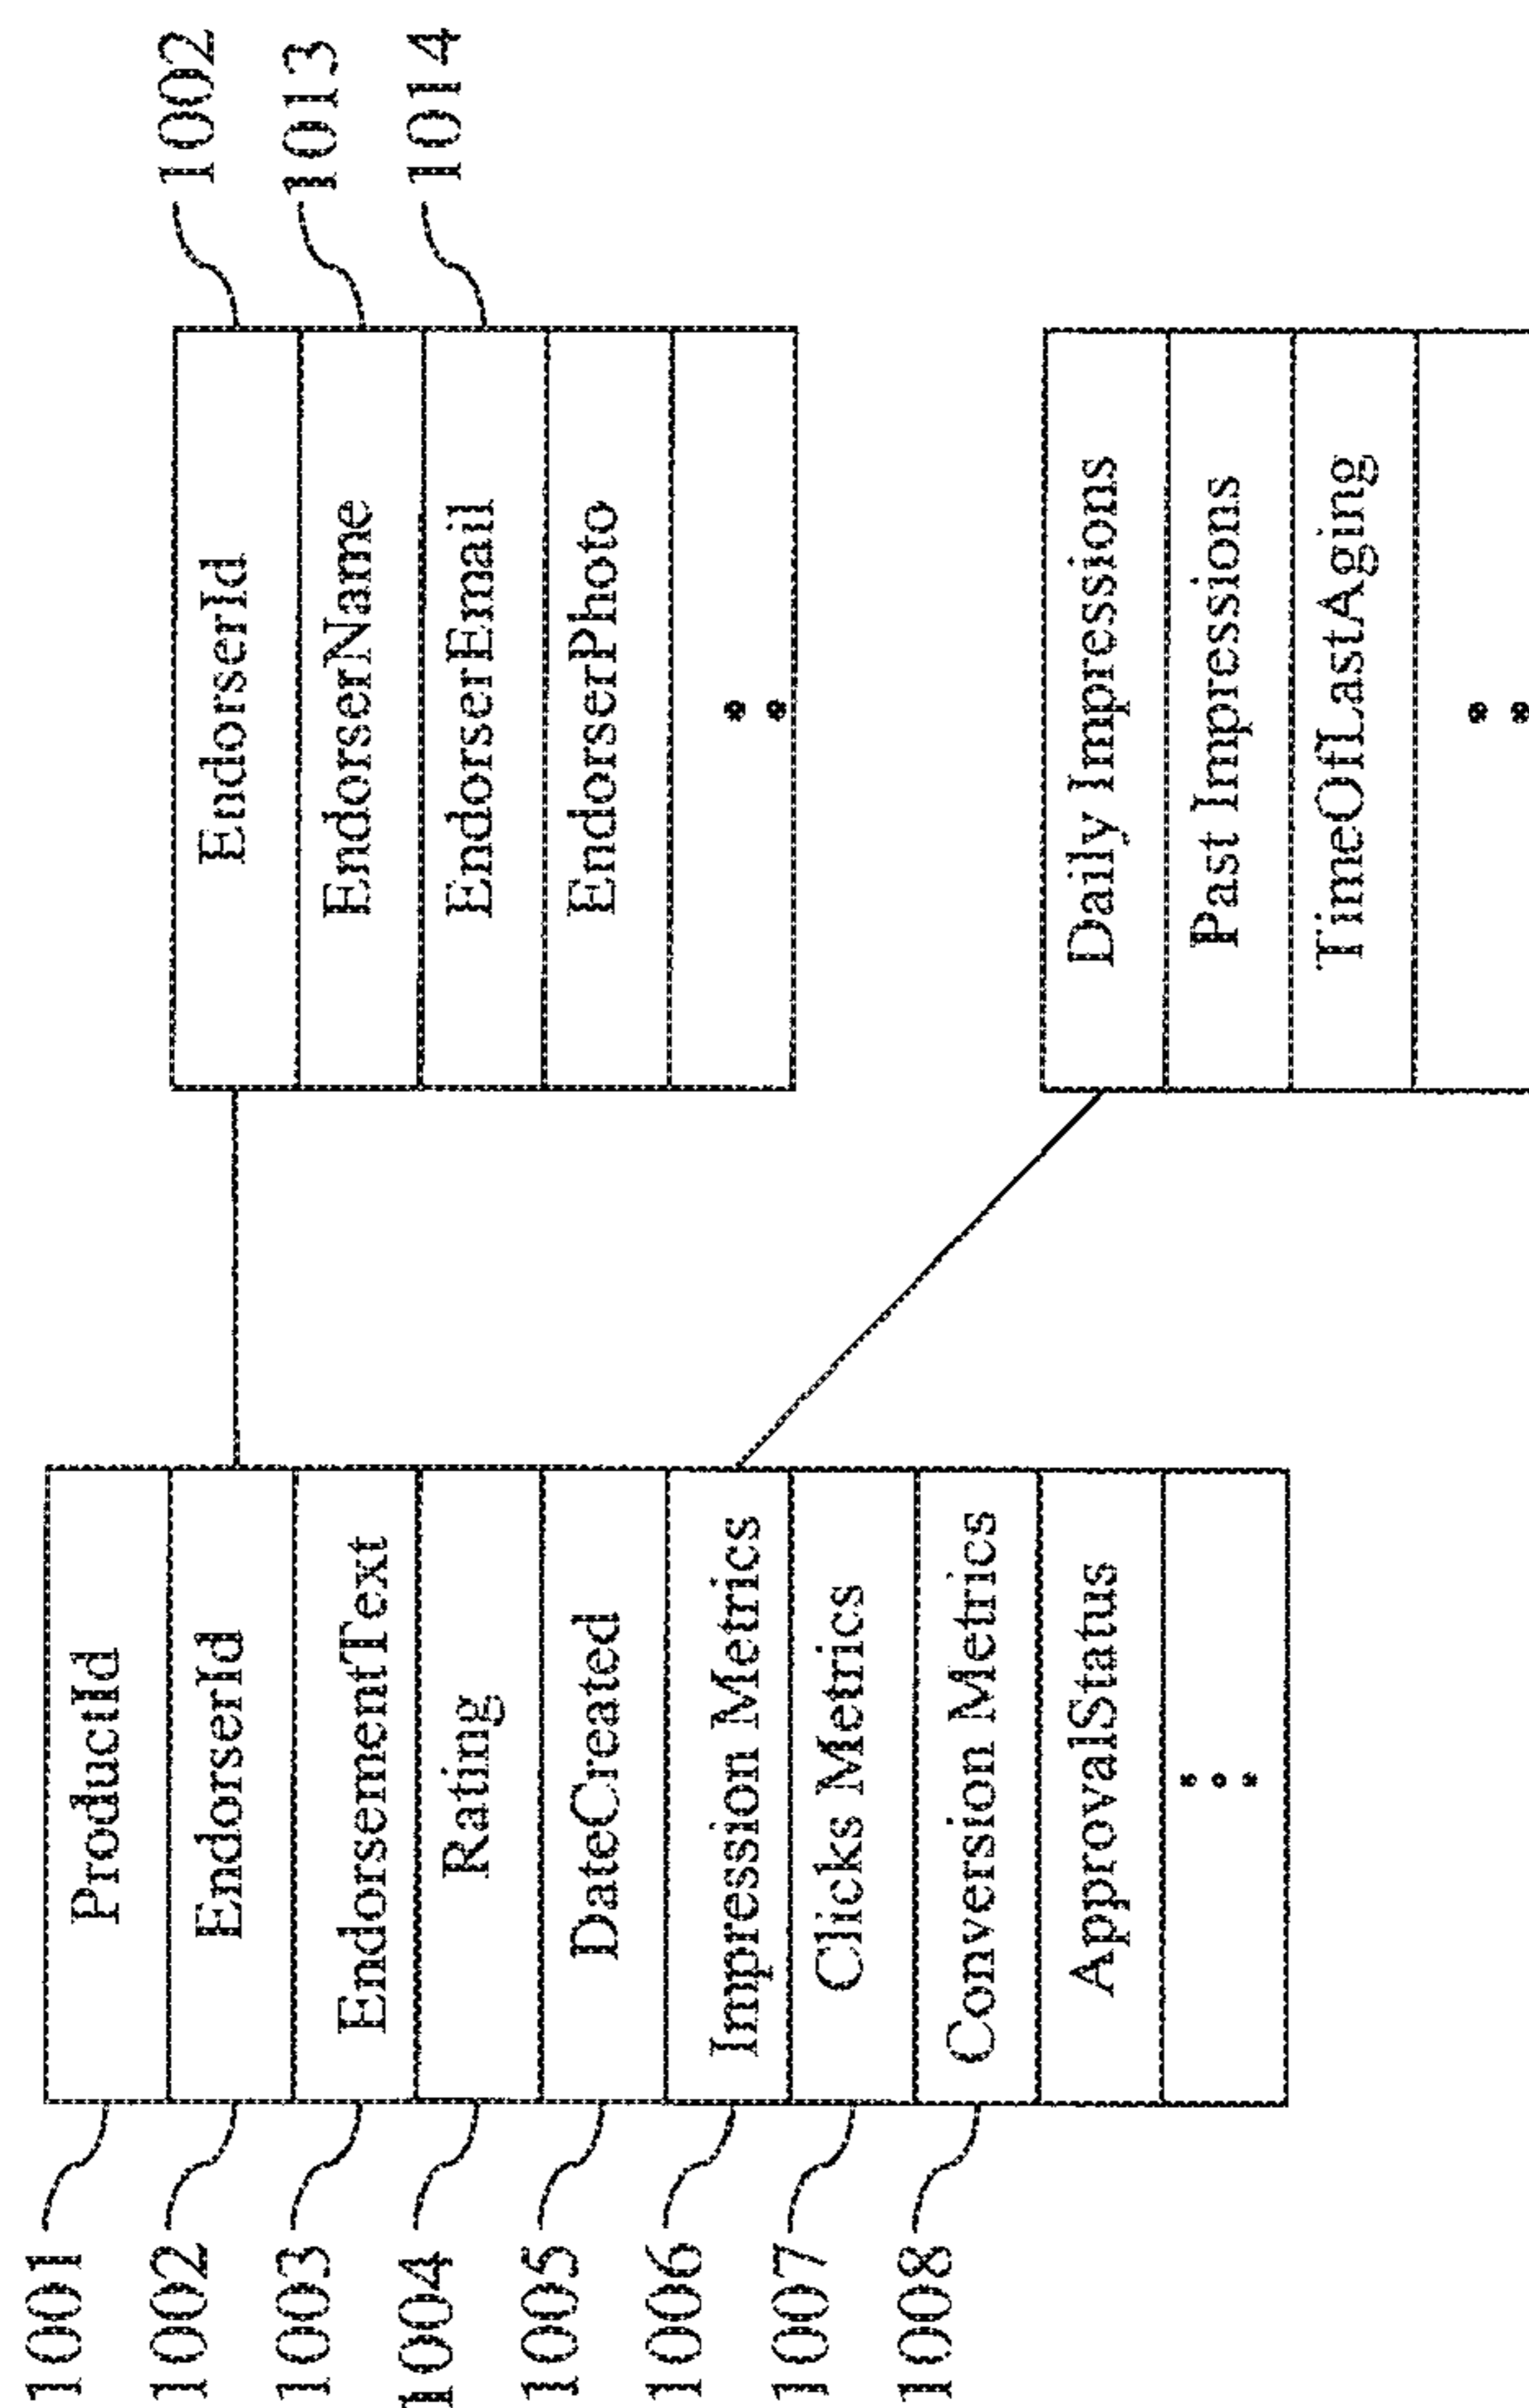 1001
ProductId
1002
EndorserId
1003
EndorsementText
1004
Rating
1005
DateCreated
1006
Impression Metrics
1007
Clicks Metrics
1008
Conversion Metrics
ApprovalStatus
EndorserId
1002
EndorserName
1013
EndorserEmail
1014
EndorserPhoto
Daily Impressions
Past Impressions
TimeOfLastAging